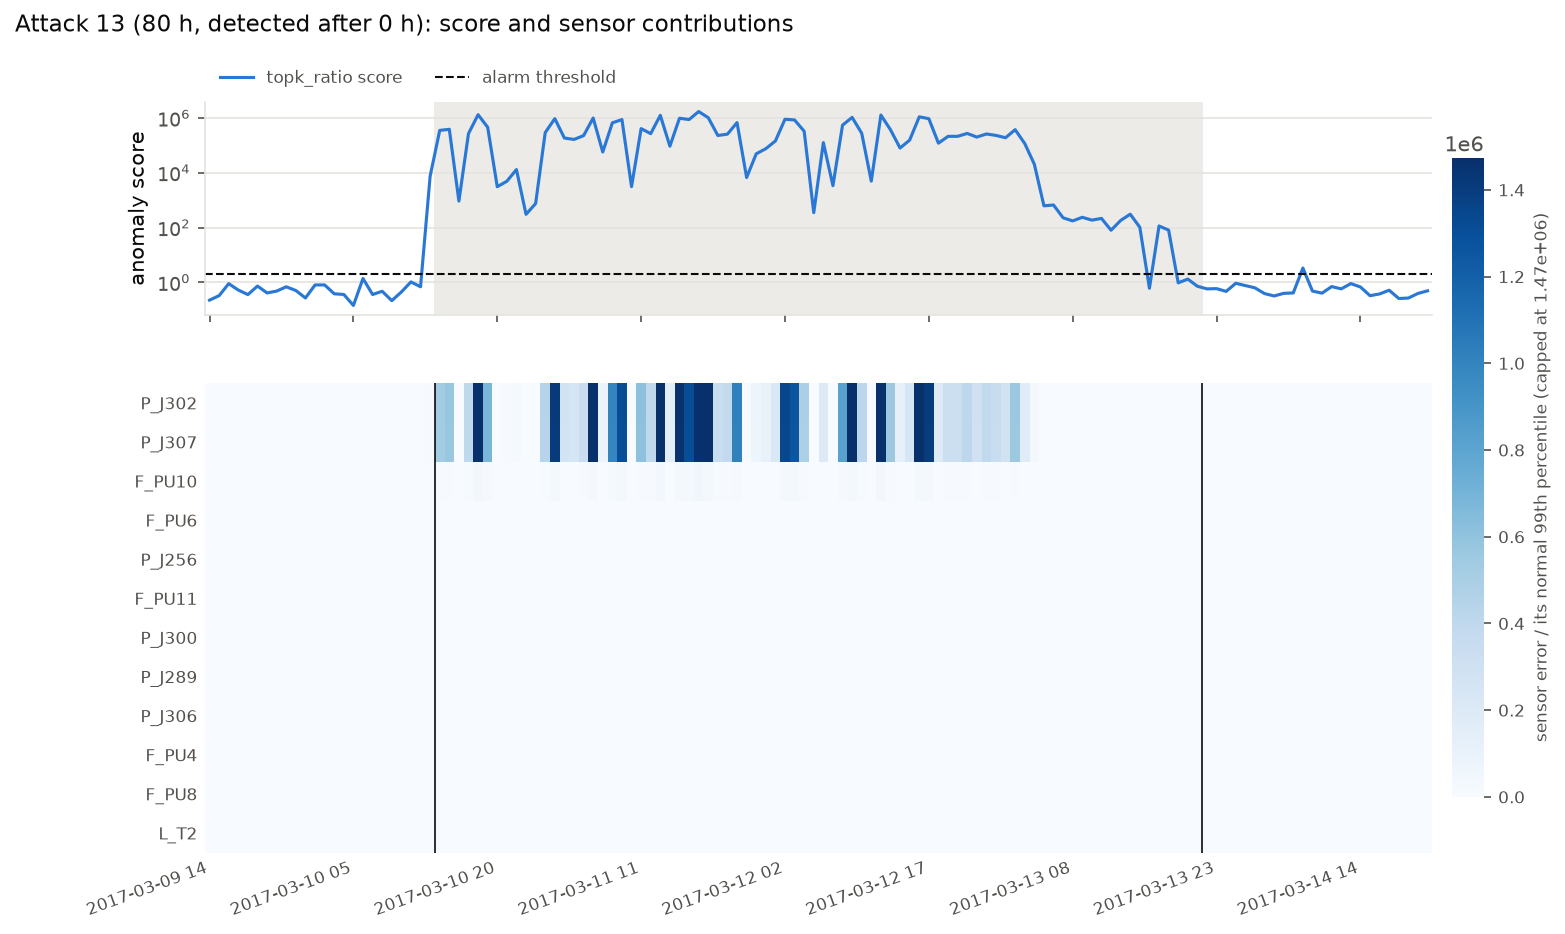 Attack 13 (80 h, detected after 0 h): score and sensor contributions
topk_ratio score
alarm threshold
anomaly score
10^6
10^4
10^2
10^0
1e6
1.4
1.2
1.0
0.8
0.6
0.4
0.2
0.0
sensor error / its normal 99th percentile (capped at 1.47e+06)
P_J302
P_J307
F_PU10
F_PU6
P_J256
F_PU11
P_J300
P_J289
P_J306
F_PU4
F_PU8
L_T2
2017-03-09 14
2017-03-10 05
2017-03-10 20
2017-03-11 11
2017-03-12 02
2017-03-12 17
2017-03-13 08
2017-03-13 23
2017-03-14 14